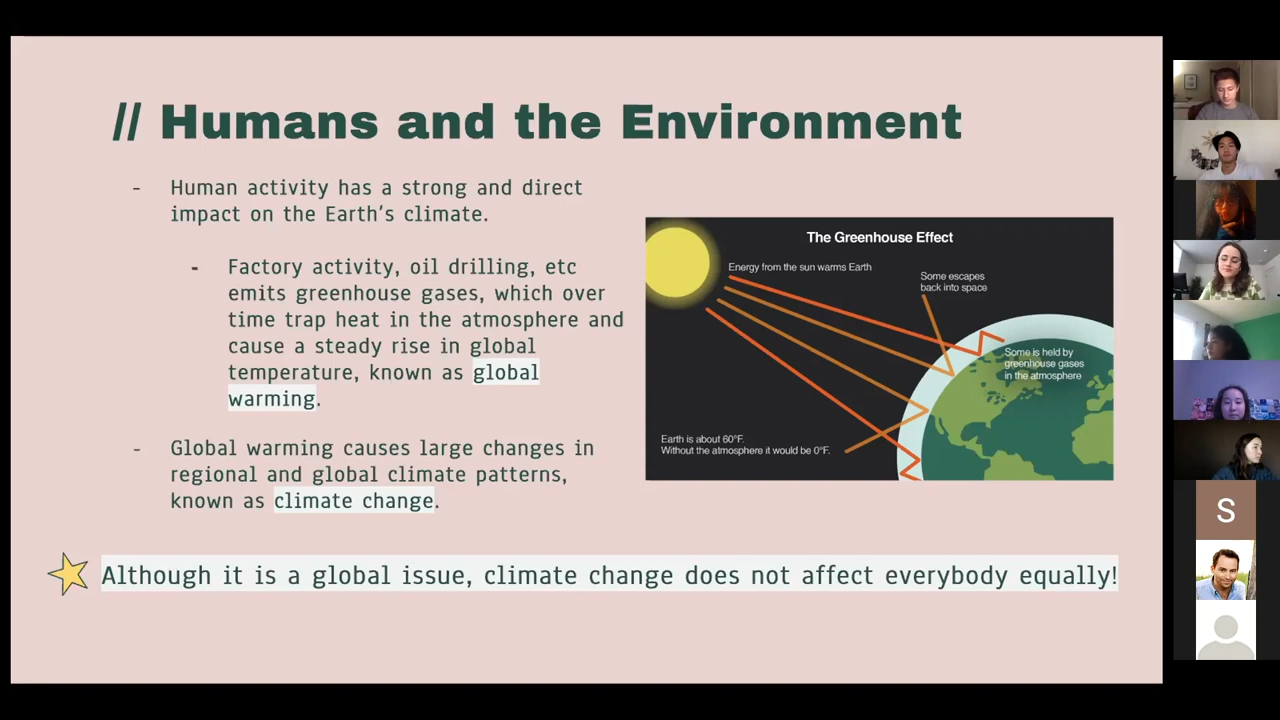 // Humans and the Environment
- Human activity has a strong and direct
impact on the Earth's climate.
- Factory activity, oil drilling, etc
emits greenhouse gases, which over
time trap heat in the atmosphere and
cause a steady rise in global
temperature, known as global
warming.
- Global warming causes large changes in
regional and global climate patterns,
known as climate change.
The Greenhouse Effect
Energy from the sun warms Earth
Some escapes
back into space
Some is held by
greenhouse gases
in the atmosphere
Earth is about 60°F.
Without the atmosphere it would be 0°F.
Although it is a global issue, climate change does not affect everybody equally!
S